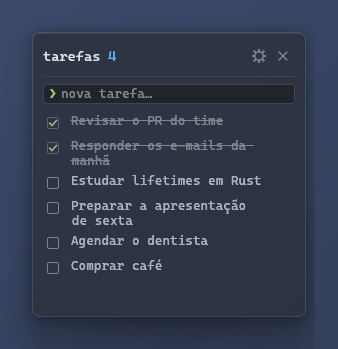 tarefas 4
❯ nova tarefa…
Revisar o PR do time
Responder os e-mails da
manhã
Estudar lifetimes em Rust
Preparar a apresentação
de sexta
Agendar o dentista
Comprar café